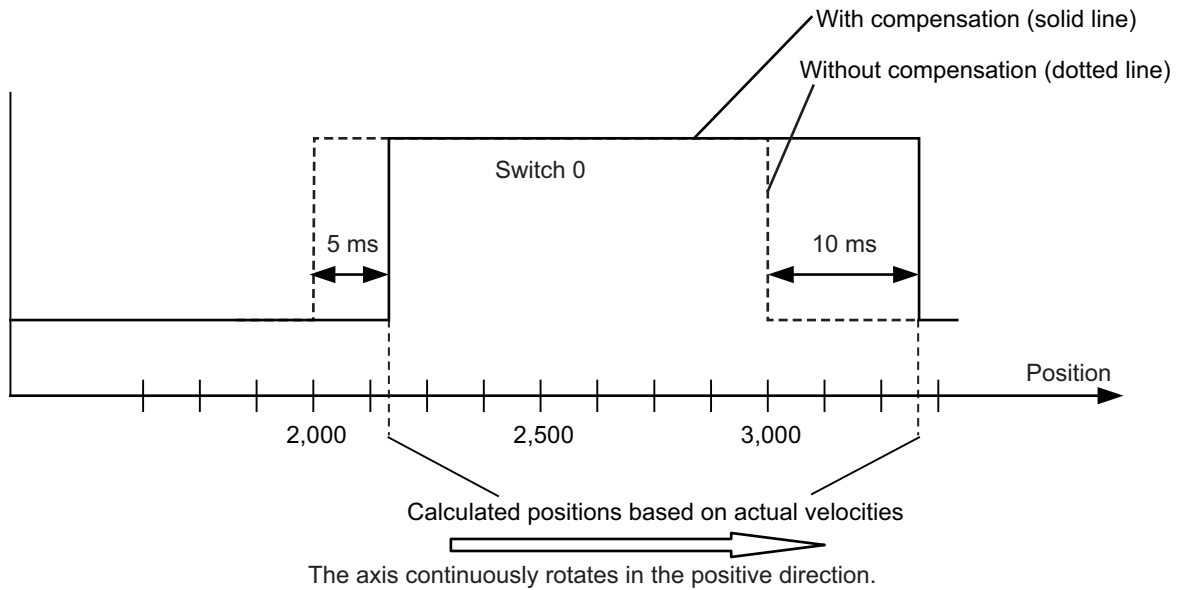 With compensation (solid line)
Without compensation (dotted line)
Switch 0
5 ms
10 ms
Position
2,000
2,500
3,000
Calculated positions based on actual velocities
The axis continuously rotates in the positive direction.